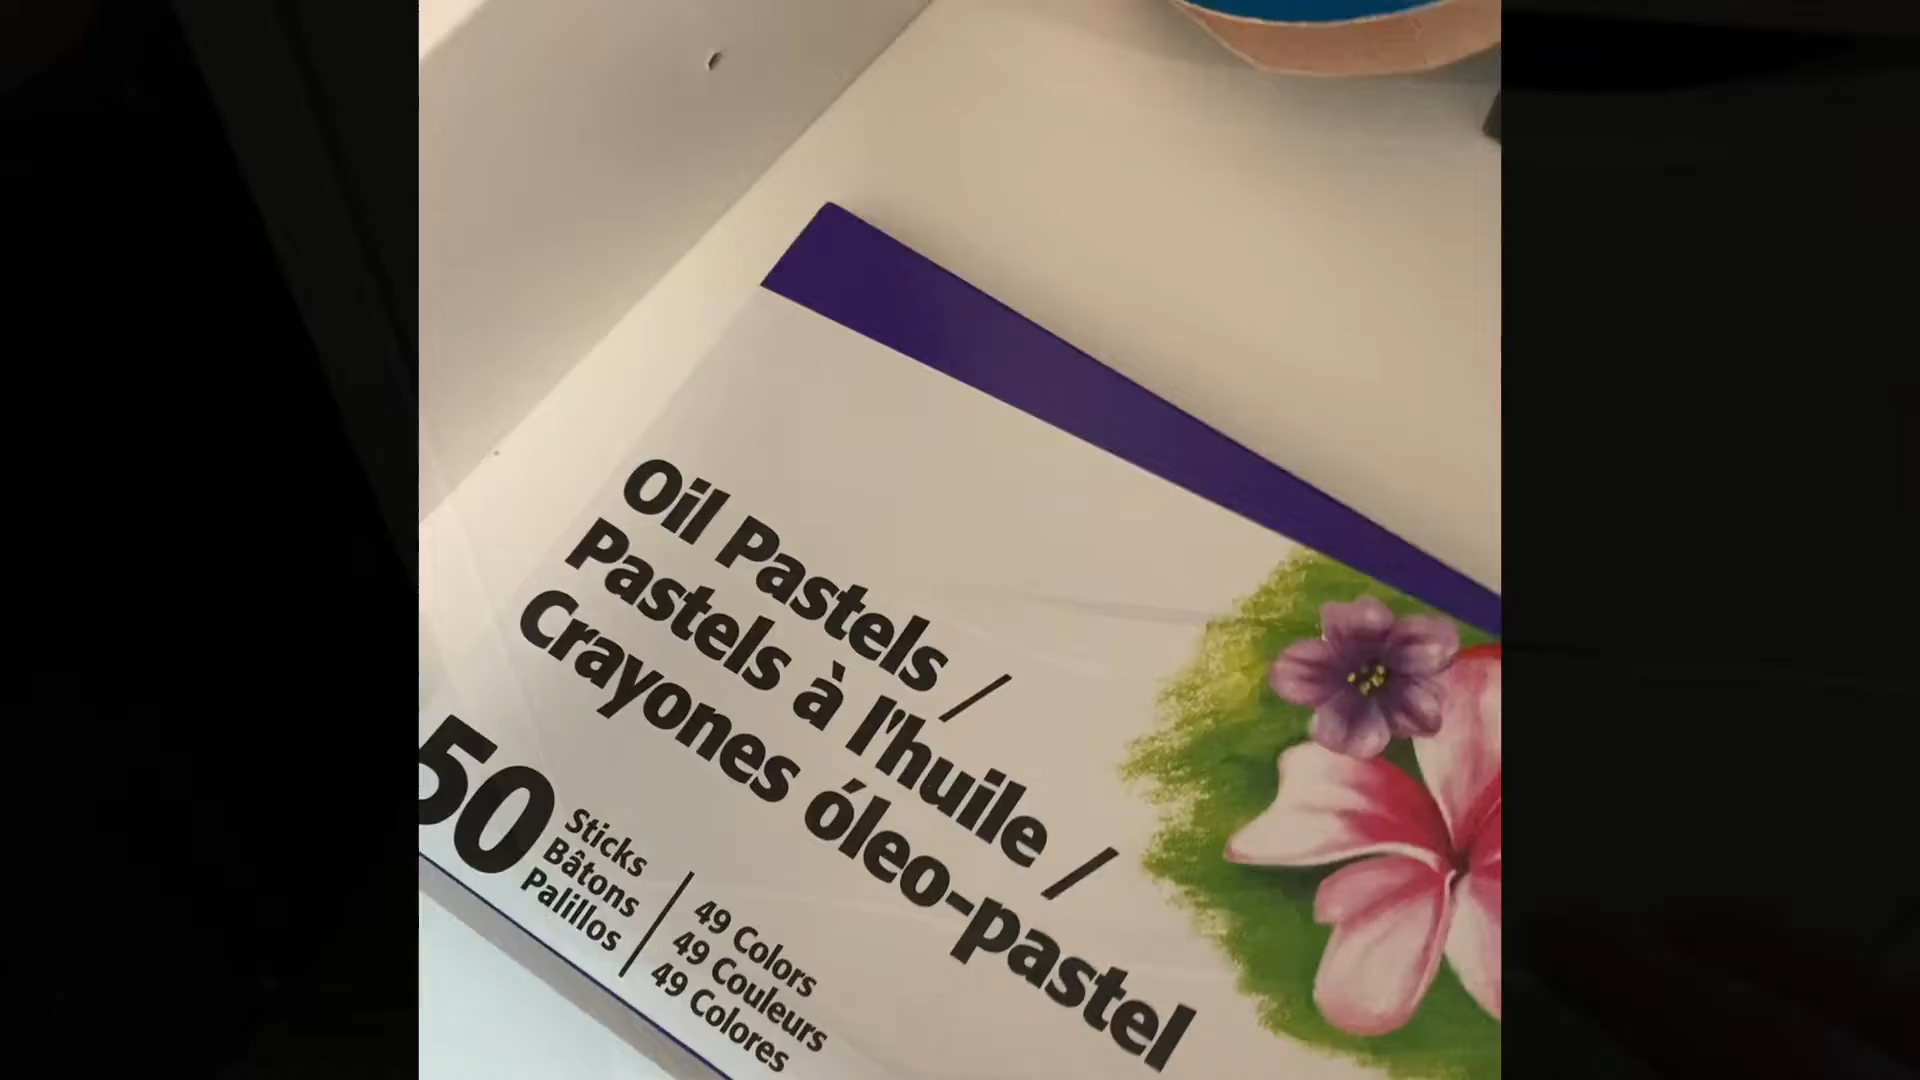 Oil Pastels /
Pastels à l'huile /
Crayones óleo-pastel
50
Sticks
Bâtons
Palillos
49 Colors
49 Couleurs
49 Colores